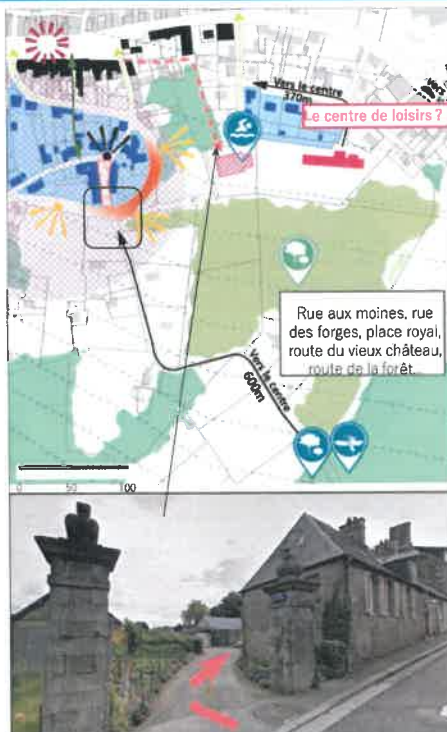 Vers le centre
370m
Le centre de loisirs ?
Rue aux moines, rue
des forges, place royal,
route du vieux château,
route de la forêt.
Vers le centre
600m
0 50 100